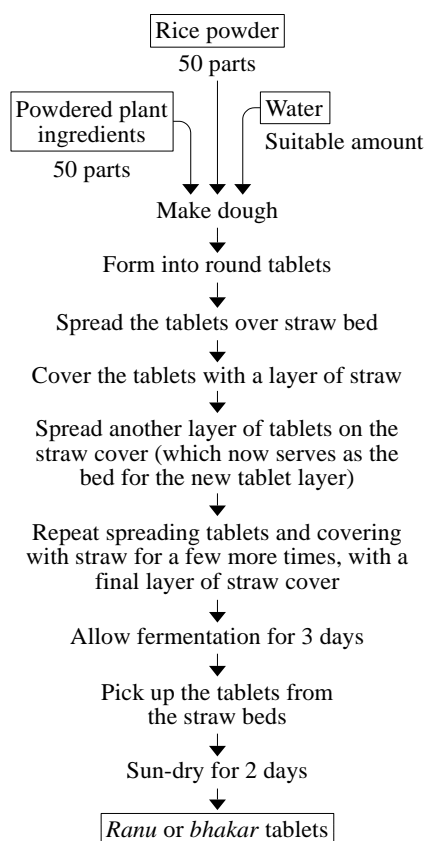 Rice powder
50 parts
Powdered plant
ingredients
50 parts
Water
Suitable amount
Make dough
Form into round tablets
Spread the tablets over straw bed
Cover the tablets with a layer of straw
Spread another layer of tablets on the
straw cover (which now serves as the
bed for the new tablet layer)
Repeat spreading tablets and covering
with straw for a few more times, with a
final layer of straw cover
Allow fermentation for 3 days
Pick up the tablets from
the straw beds
Sun-dry for 2 days
Ranu or bhakar tablets